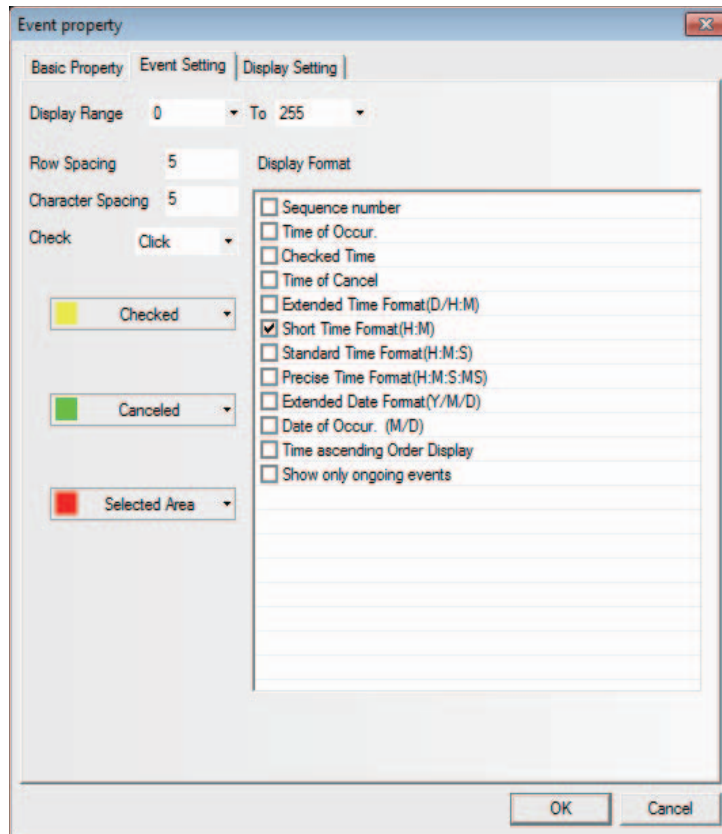 Event property
Basic Property Event Setting Display Setting
Display Range 0 To 255
Row Spacing 5 Display Format
Character Spacing 5
Check Click
Sequence number
Time of Occur.
Checked Time
Time of Cancel
Extended Time Format(D/H:M)
Short Time Format(H:M)
Standard Time Format(H:M:S)
Precise Time Format(H:M:S:MS)
Extended Date Format(Y/M/D)
Date of Occur. (M/D)
Time ascending Order Display
Show only ongoing events
Checked
Canceled
Selected Area
OK Cancel